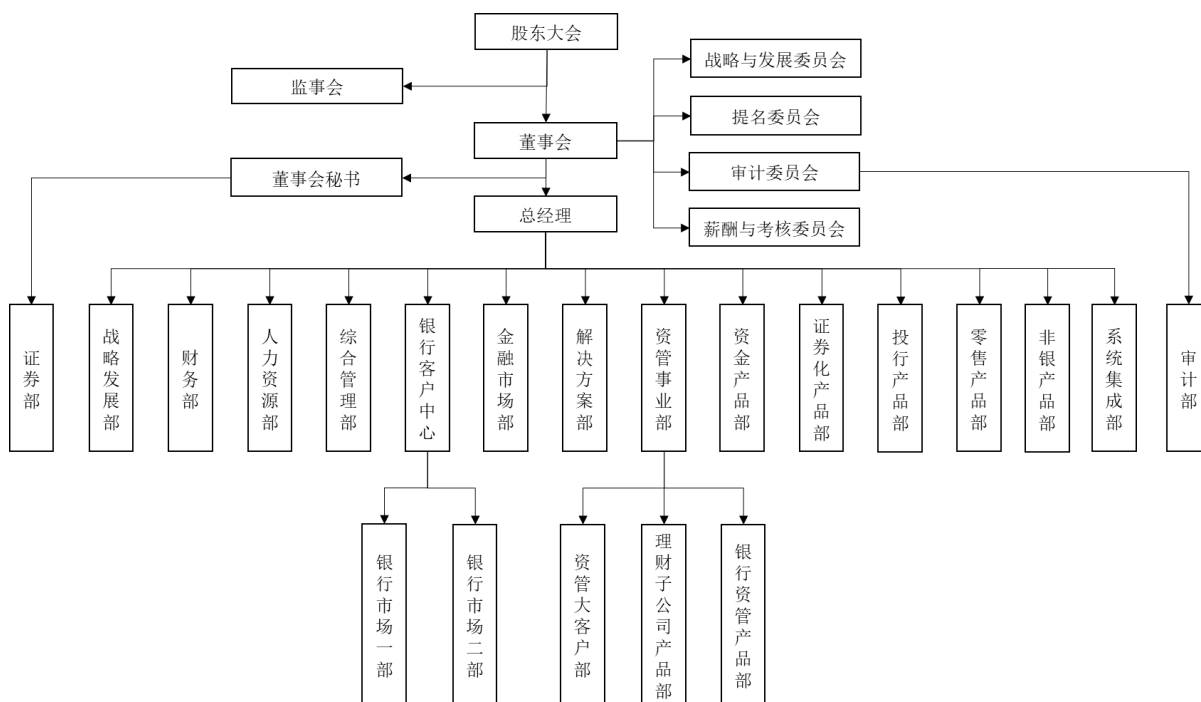 股东大会
战略与发展委员会
监事会
提名委员会
董事会
审计委员会
董事会秘书
总经理
薪酬与考核委员会
证券部
战略发展部
财务部
人力资源部
综合管理部
银行客户中心
金融市场部
解决方案部
资管事业部
资金产品部
证券化产品部
投行产品部
零售产品部
非银产品部
系统集成部
审计部
银行市场一部
银行市场二部
资管大客户部
理财子公司产品部
银行资管产品部